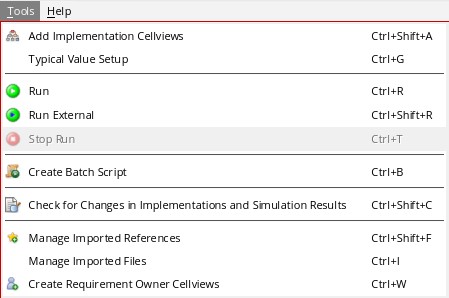 Tools Help
Add Implementation Cellviews Ctrl+Shift+A
Typical Value Setup Ctrl+G
Run Ctrl+R
Run External Ctrl+Shift+R
Stop Run Ctrl+T
Create Batch Script Ctrl+B
Check for Changes in Implementations and Simulation Results Ctrl+Shift+C
Manage Imported References Ctrl+Shift+F
Manage Imported Files Ctrl+I
Create Requirement Owner Cellviews Ctrl+W